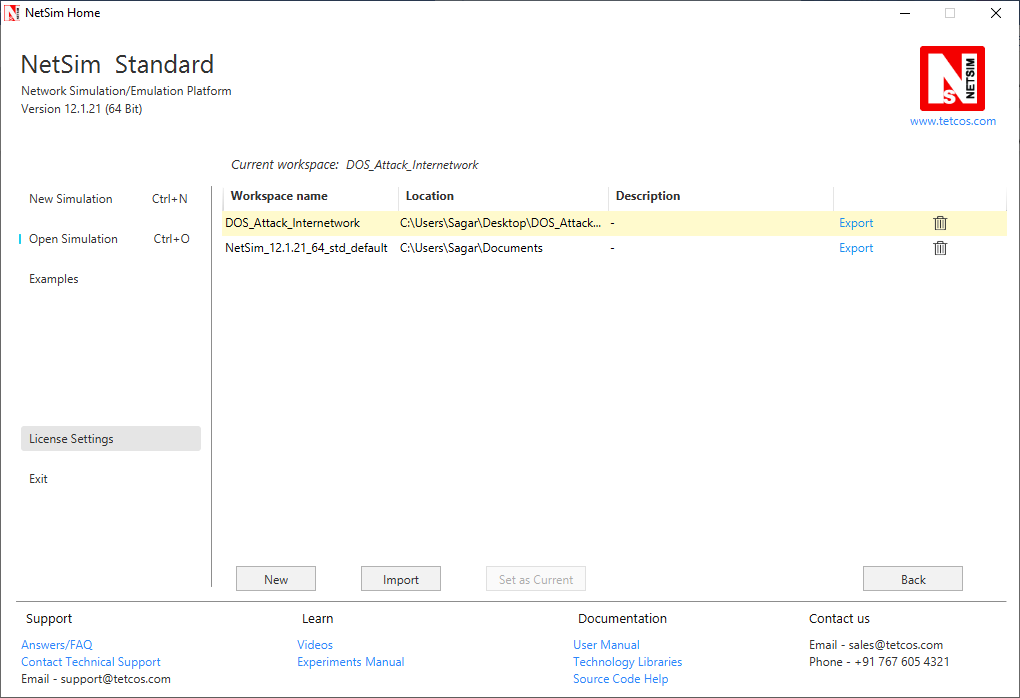 NetSim Home
NetSim Standard
Network Simulation/Emulation Platform
Version 12.1.21 (64 Bit)
NS NETSIM
www.tetcos.com
Current workspace: DOS_Attack_Internetwork
New Simulation Ctrl+N
Open Simulation Ctrl+O
Examples
License Settings
Exit
Workspace name Location Description
DOS_Attack_Internetwork C:\Users\Sagar\Desktop\DOS_Attack... - Export
NetSim_12.1.21_64_std_default C:\Users\Sagar\Documents - Export
New Import Set as Current Back
Support
Answers/FAQ
Contact Technical Support
Email - support@tetcos.com
Learn
Videos
Experiments Manual
Documentation
User Manual
Technology Libraries
Source Code Help
Contact us
Email - sales@tetcos.com
Phone - +91 767 605 4321